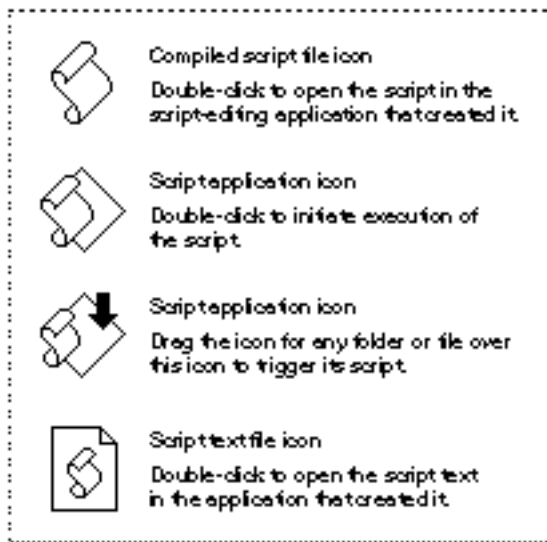 Compiled script file icon
Double-click to open the script in the
script-editing application that created it.
Script application icon
Double-click to initiate execution of
the script.
Script application icon
Drag the icon for any folder or file over
this icon to trigger its script.
Script text file icon
Double-click to open the script text
in the application that created it.